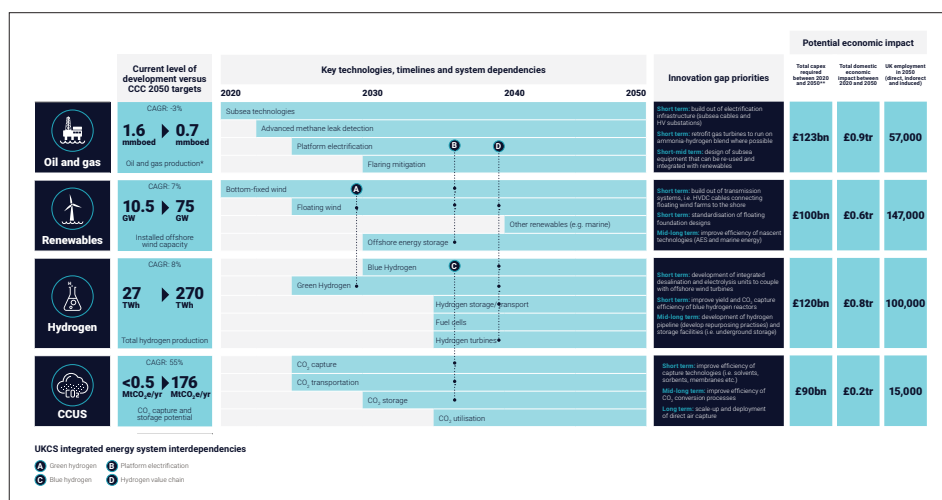 Potential economic impact
Current level of
development versus
CCC 2050 targets
Key technologies, timelines and system dependencies
Innovation gap priorities
Total capex
required
between 2020
and 2050**
Total domestic
economic
impact between
2020 and 2050
UK employment
in 2050
(direct, indirect
and induced)
2020
2030
2040
2050
Oil and gas
CAGR: -3%
1.6
mmboed
0.7
mmboed
Oil and gas production*
Subsea technologies
Advanced methane leak detection
Platform electrification
B
D
Flaring mitigation
Short term: build out of electrification
infrastructure (subsea cables and
HV substations)
Short term: retrofit gas turbines to run on
ammonia-hydrogen blend where possible
Short-mid term: design of subsea
equipment that can be re-used and
integrated with renewables
£123bn
£0.9tr
57,000
Renewables
CAGR: 7%
10.5
GW
75
GW
Installed offshore
wind capacity
Bottom-fixed wind
A
Floating wind
Other renewables (e.g. marine)
Offshore energy storage
Short term: build out of transmission
systems, i.e. HVDC cables connecting
floating wind farms to the shore
Short term: standardisation of floating
foundation designs
Mid-long term: improve efficiency of nascent
technologies (AES and marine energy)
£100bn
£0.6tr
147,000
Hydrogen
CAGR: 8%
27
TWh
270
TWh
Total hydrogen production
Blue Hydrogen
C
Green Hydrogen
Hydrogen storage/transport
Fuel cells
Hydrogen turbines
Short term: development of integrated
desalination and electrolysis units to couple
with offshore wind turbines
Short term: improve yield and CO₂ capture
efficiency of blue hydrogen reactors
Mid-long term: development of hydrogen
pipeline (develop repurposing practises) and
storage facilities (i.e. underground storage)
£120bn
£0.8tr
100,000
CO₂
CCUS
CAGR: 55%
<0.5
MtCO₂e/yr
176
MtCO₂e/yr
CO₂ capture and
storage potential
CO₂ capture
CO₂ transportation
CO₂ storage
CO₂ utilisation
Short term: improve efficiency of
capture technologies (i.e. solvents,
sorbents, membranes etc.)
Mid-long term: improve efficiency of
CO₂ conversion processes
Long term: scale-up and deployment
of direct air capture
£90bn
£0.2tr
15,000
UKCS integrated energy system interdependencies
A Green hydrogen
B Platform electrification
C Blue hydrogen
D Hydrogen value chain